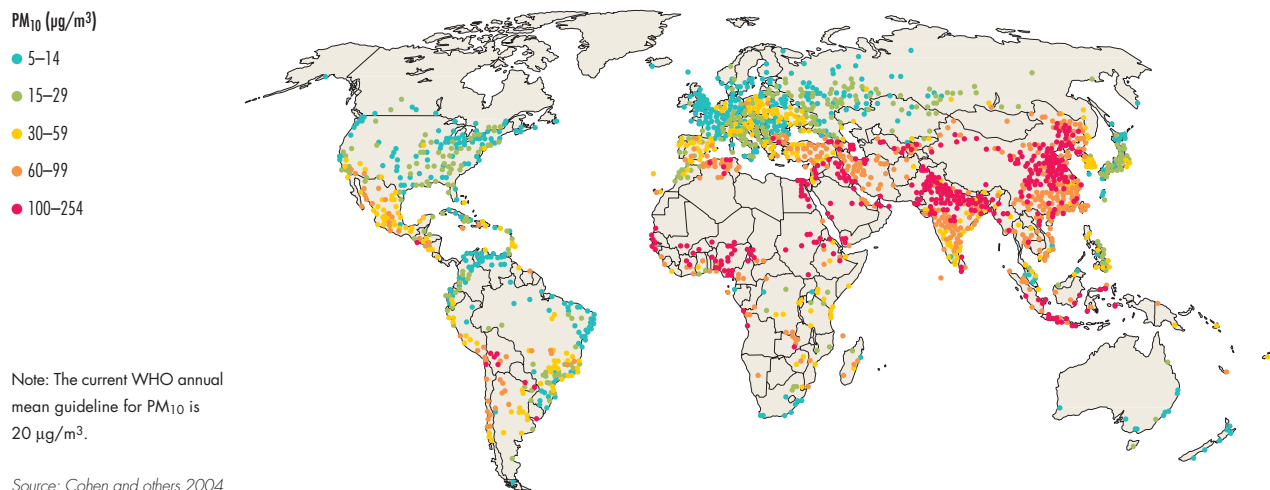 PM10 (µg/m³)
5–14
15–29
30–59
60–99
100–254
Note: The current WHO annual
mean guideline for PM10 is
20 µg/m³.
Source: Cohen and others 2004